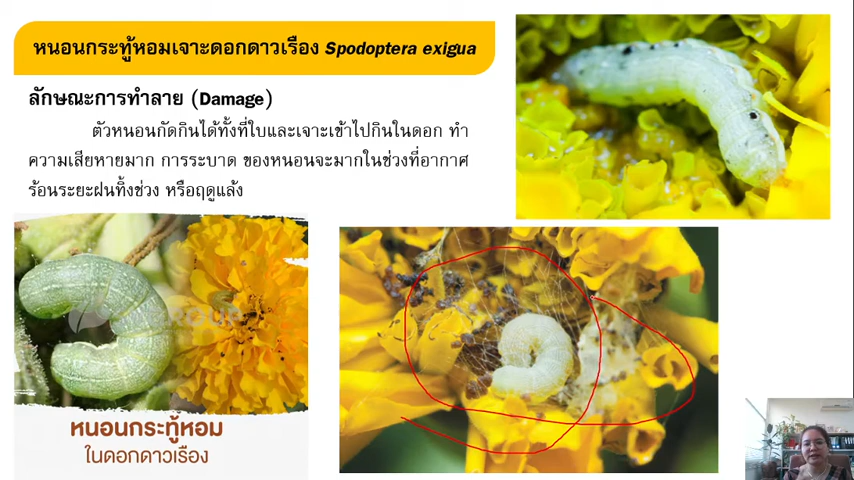 หนอนกระทู้หอมเจาะดอกดาวเรือง Spodoptera exigua
ลักษณะการทำลาย (Damage)
ตัวหนอนกัดกินได้ทั้งที่ใบและเจาะเข้าไปกินในดอก ทำ
ความเสียหายมาก การระบาด ของหนอนจะมากในช่วงที่อากาศ
ร้อนระยะฝนทิ้งช่วง หรือฤดูแล้ง
หนอนกระทู้หอม
ในดอกดาวเรือง